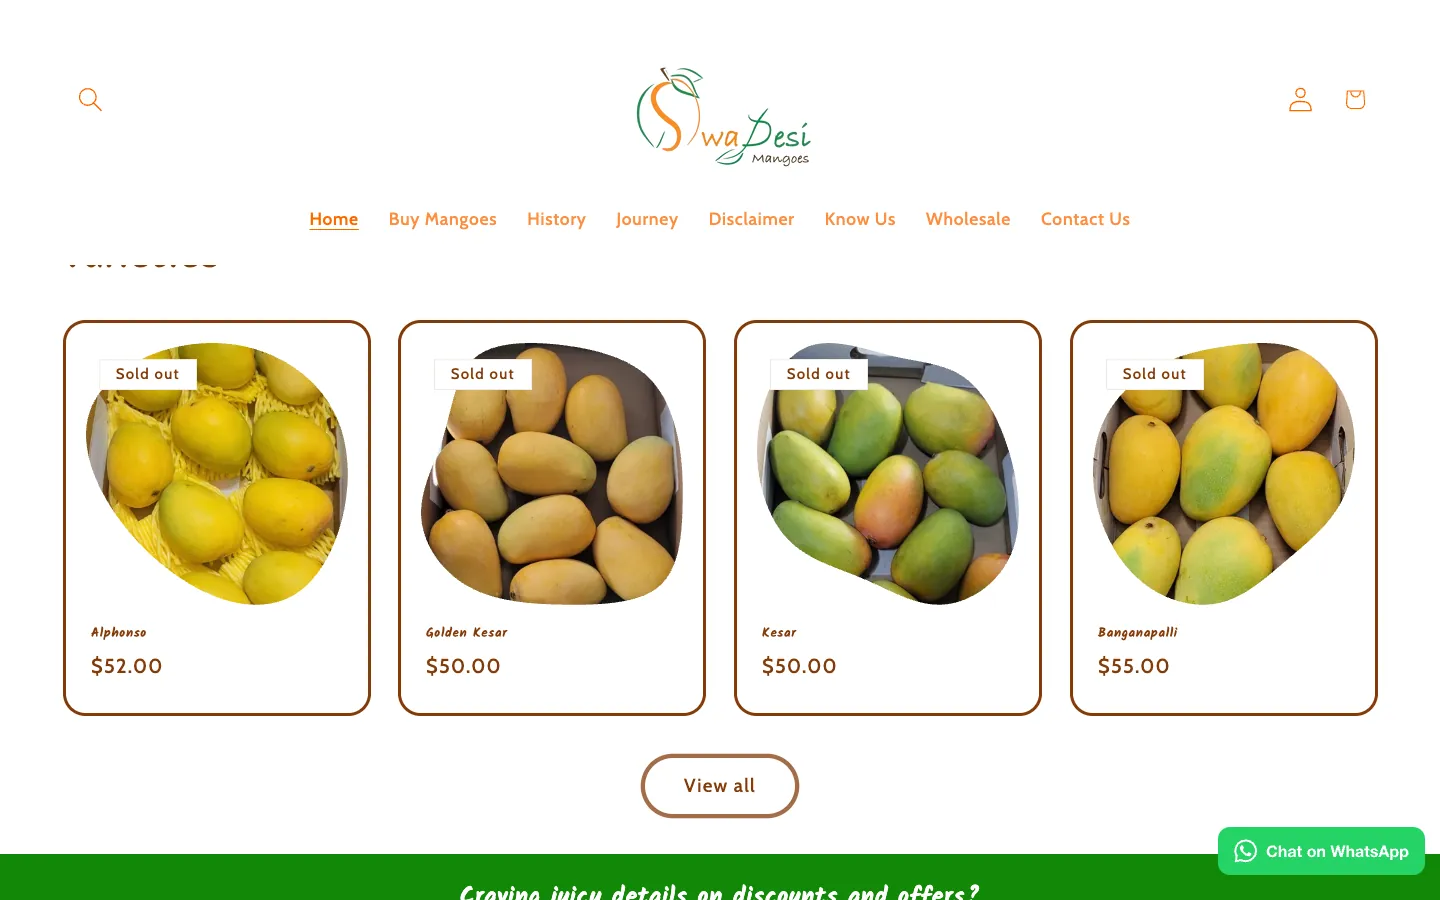 SwaDesí
Mangoes
Home Buy Mangoes History Journey Disclaimer Know Us Wholesale Contact Us
Sold out Sold out Sold out Sold out
Alphonso Golden Kesar Kesar Banganapalli
$52.00 $50.00 $50.00 $55.00
View all
Chat on WhatsApp
Craving juicy details on discounts and offers?